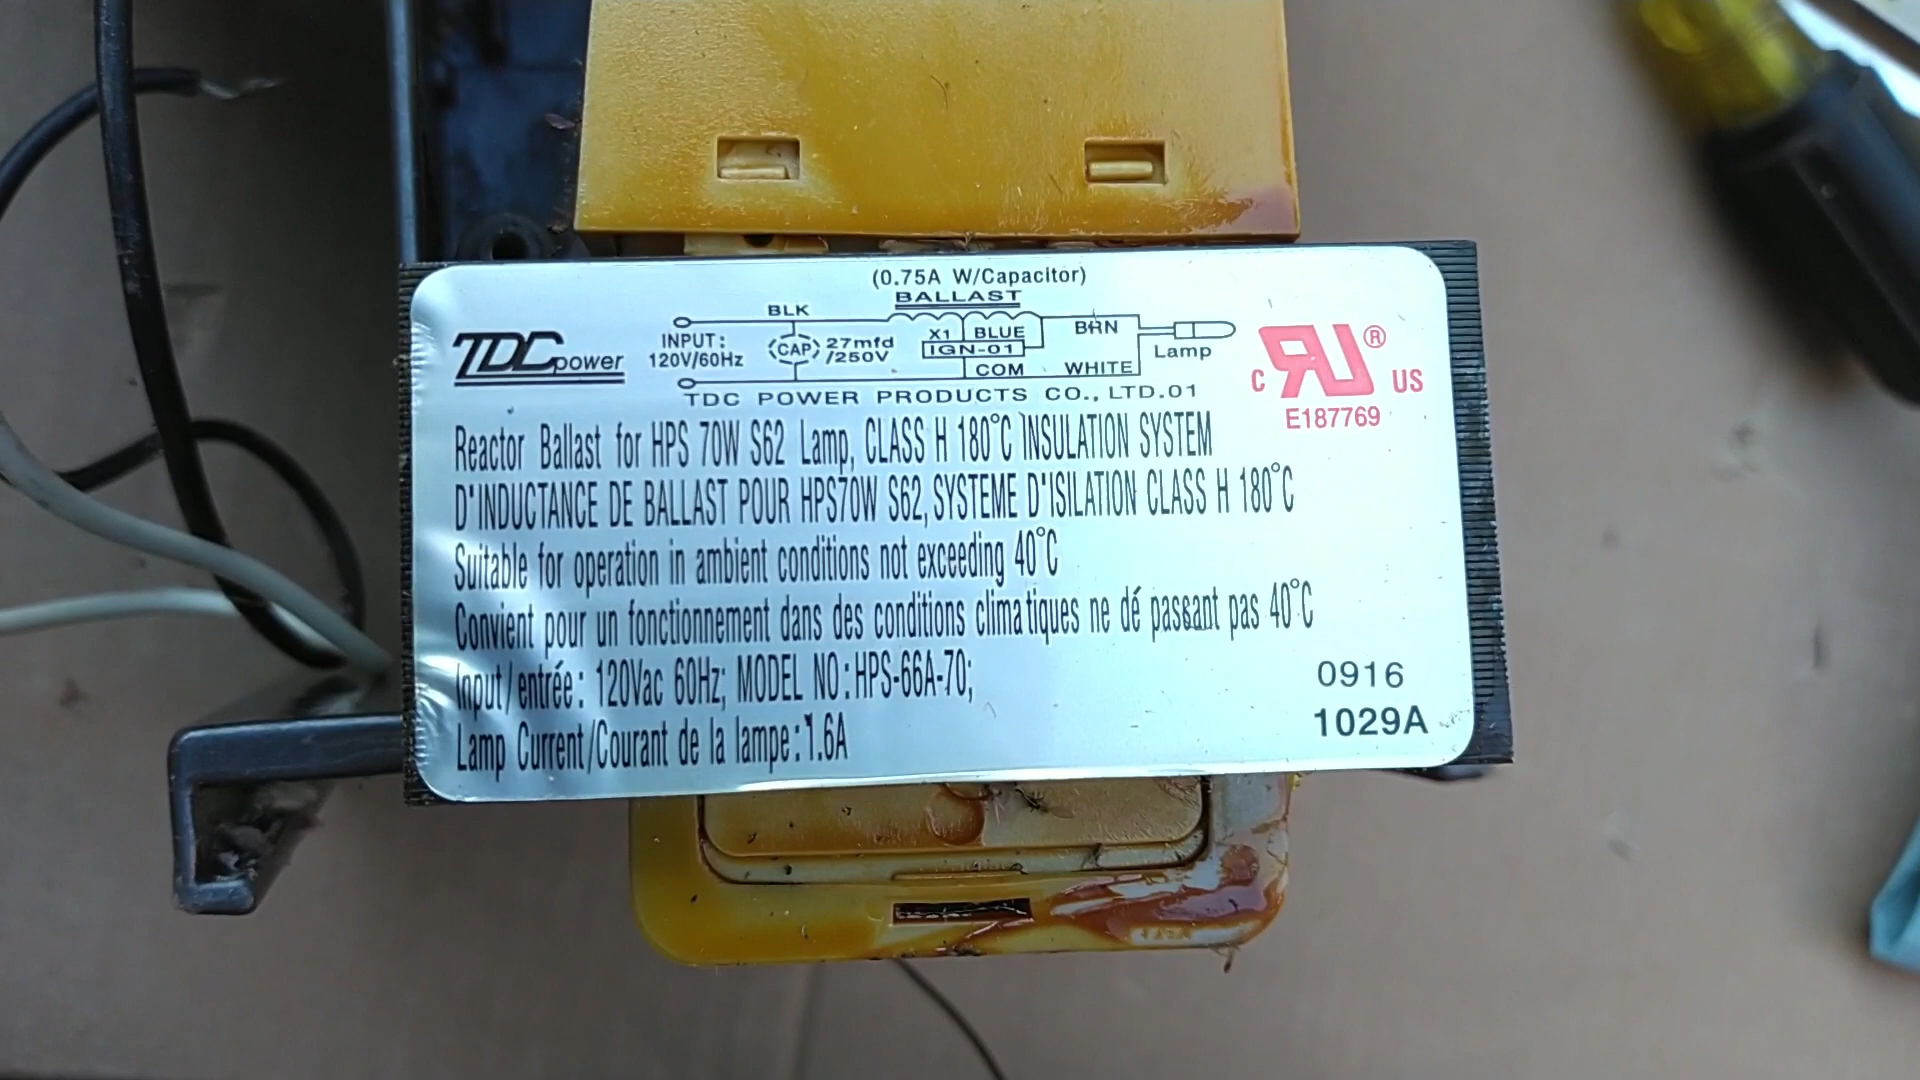 (0.75A W/Capacitor)
BALLAST
BLK
TDC power
INPUT:
120V/60Hz
CAP
27mfd
/250V
X1
BLUE
IGN-01
COM
BRN
WHITE
Lamp
TDC POWER PRODUCTS CO., LTD.01
C RU US ®
E187769
Reactor Ballast for HPS 70W S62 Lamp, CLASS H 180°C INSULATION SYSTEM
D'INDUCTANCE DE BALLAST POUR HPS70W S62, SYSTEME D'ISILATION CLASS H 180°C
Suitable for operation in ambient conditions not exceeding 40°C
Convient pour un fonctionnement dans des conditions climatiques ne dé passant pas 40°C
Input/entrée: 120Vac 60Hz; MODEL NO:HPS-66A-70;
Lamp Current/Courant de la lampe:1.6A
0916
1029A